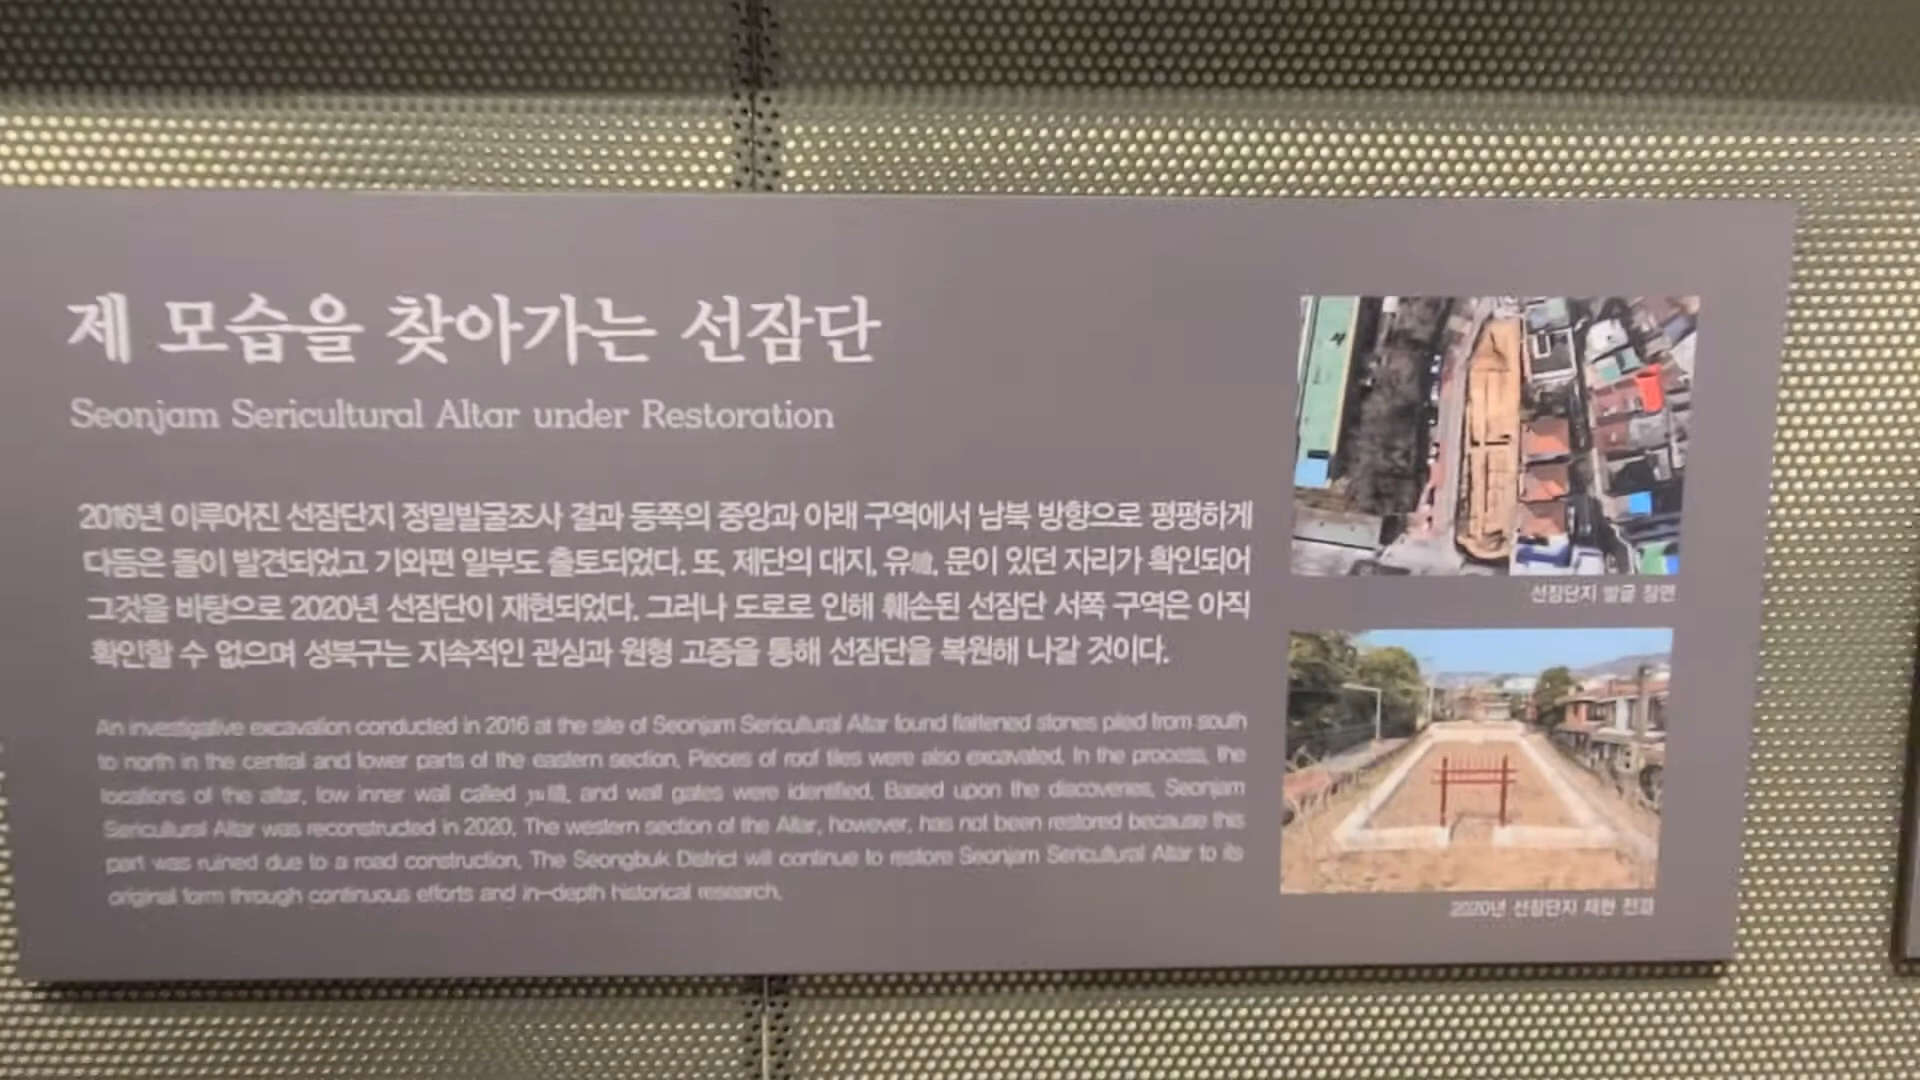 제 모습을 찾아가는 선잠단
Seonjam Sericultural Altar under Restoration
2016년 이루어진 선잠단지 정밀발굴조사 결과 동쪽의 중앙과 아래 구역에서 남북 방향으로 평평하게
다듬은 돌이 발견되었고 기와편 일부도 출토되었다. 또, 제단의 대지, 유壝, 문이 있던 자리가 확인되어
그것을 바탕으로 2020년 선잠단이 재현되었다. 그러나 도로로 인해 훼손된 선잠단 서쪽 구역은 아직
확인할 수 없으며 성북구는 지속적인 관심과 원형 고증을 통해 선잠단을 복원해 나갈 것이다.
An investigative excavation conducted in 2016 at the site of Seonjam Sericultural Altar found flattened stones piled from south
to north in the central and lower parts of the eastern section. Pieces of roof tiles were also excavated. In the process, the
locations of the altar, low inner wall called yu壝, and wall gates were identified. Based upon the discoveries, Seonjam
Sericultural Altar was reconstructed in 2020. The western section of the Altar, however, has not been restored because this
part was ruined due to a road construction. The Seongbuk District will continue to restore Seonjam Sericultural Altar to its
original form through continuous efforts and in-depth historical research.
선잠단지 발굴 장면
2020년 선잠단지 재현 전경